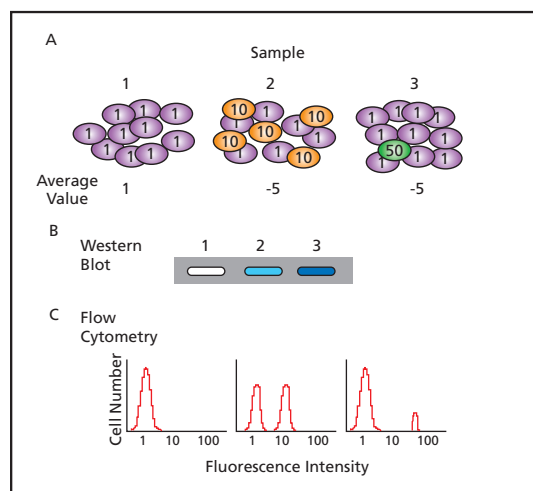 A
Sample
1 2 3
1 1 1 10 1 10 1 1 1 1 1
1 1 1 1 1 10 1 1 1 1 1
1 1 1 10 1 1 10 50 1 1 1
Average
Value
1 -5 -5
B
Western
Blot
1 2 3
C
Flow
Cytometry
Cell Number
1 10 100 1 10 100 1 10 100
Fluorescence Intensity